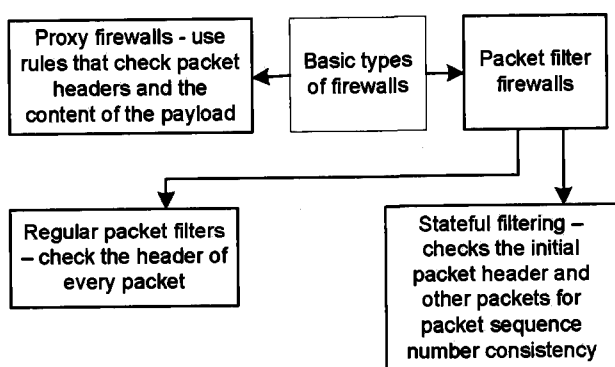 Proxy firewalls - use
rules that check packet
headers and the
content of the payload
Basic types
of firewalls
Packet filter
firewalls
Regular packet filters
– check the header of
every packet
Stateful filtering –
checks the initial
packet header and
other packets for
packet sequence
number consistency